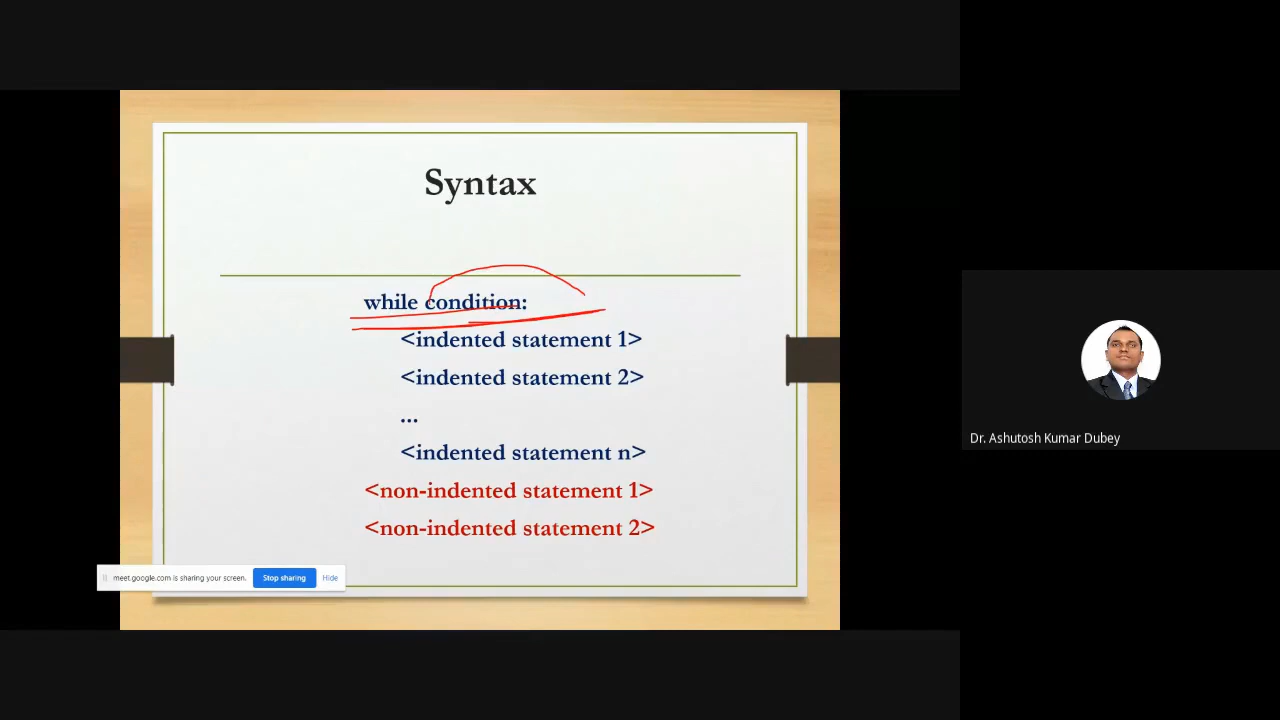 Syntax
while condition:
<indented statement 1>
<indented statement 2>
...
<indented statement n>
<non-indented statement 1>
<non-indented statement 2>
meet.google.com is sharing your screen. Stop sharing Hide
Dr. Ashutosh Kumar Dubey